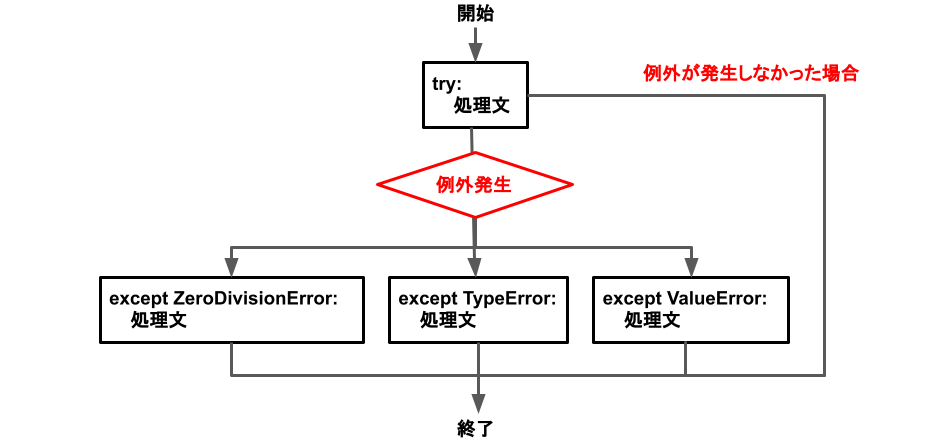 開始
例外が発生しなかった場合
try:
処理文
例外発生
except ZeroDivisionError:
処理文
except TypeError:
処理文
except ValueError:
処理文
終了